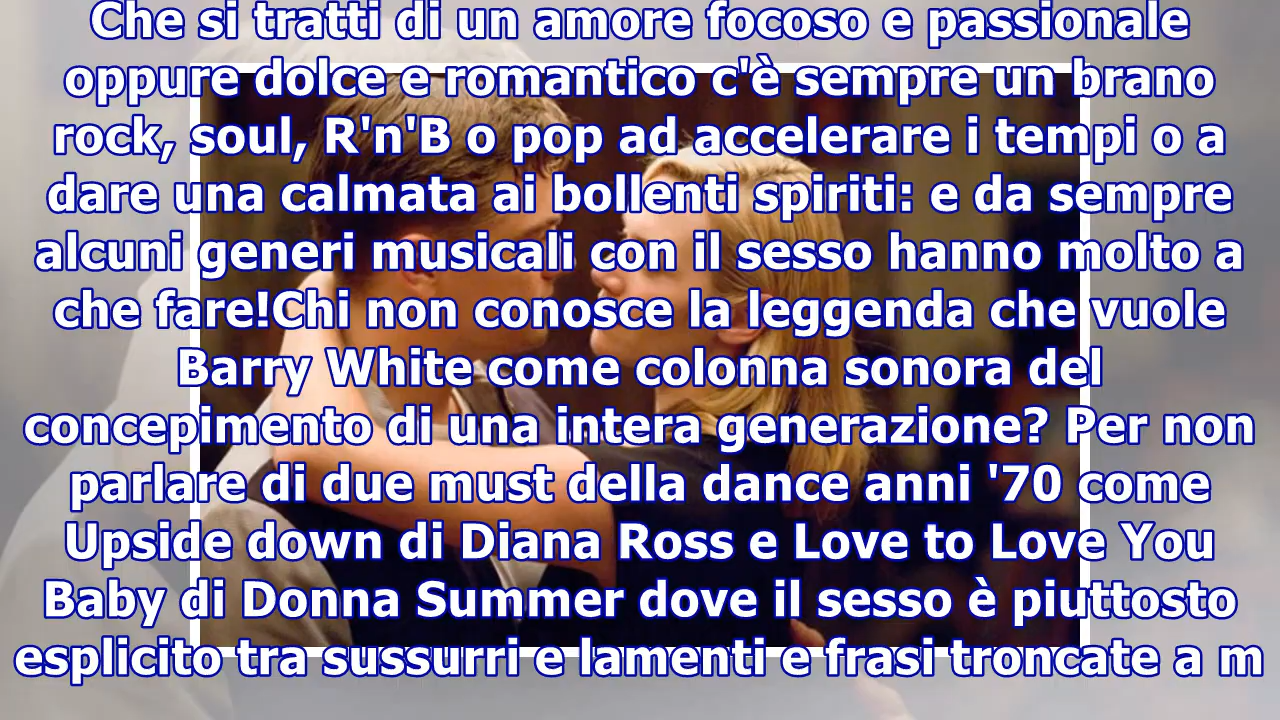 Che si tratti di un amore focoso e passionale
oppure dolce e romantico c'è sempre un brano
rock, soul, R'n'B o pop ad accelerare i tempi o a
dare una calmata ai bollenti spiriti: e da sempre
alcuni generi musicali con il sesso hanno molto a
che fare!Chi non conosce la leggenda che vuole
Barry White come colonna sonora del
concepimento di una intera generazione? Per non
parlare di due must della dance anni '70 come
Upside down di Diana Ross e Love to Love You
Baby di Donna Summer dove il sesso è piuttosto
esplicito tra sussurri e lamenti e frasi troncate a m